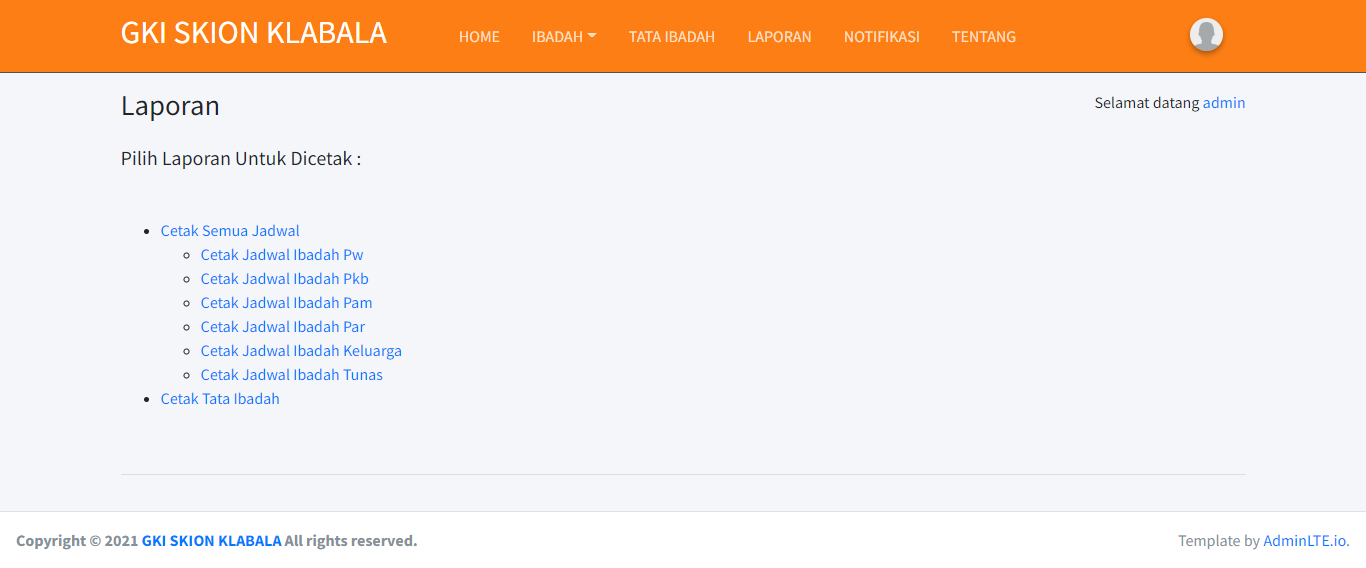 GKI SKION KLABALA
HOME IBADAH TATA IBADAH LAPORAN NOTIFIKASI TENTANG
Laporan
Selamat datang admin
Pilih Laporan Untuk Dicetak :
Cetak Semua Jadwal
Cetak Jadwal Ibadah Pw
Cetak Jadwal Ibadah Pkb
Cetak Jadwal Ibadah Pam
Cetak Jadwal Ibadah Par
Cetak Jadwal Ibadah Keluarga
Cetak Jadwal Ibadah Tunas
Cetak Tata Ibadah
Copyright © 2021 GKI SKION KLABALA All rights reserved.
Template by AdminLTE.io.